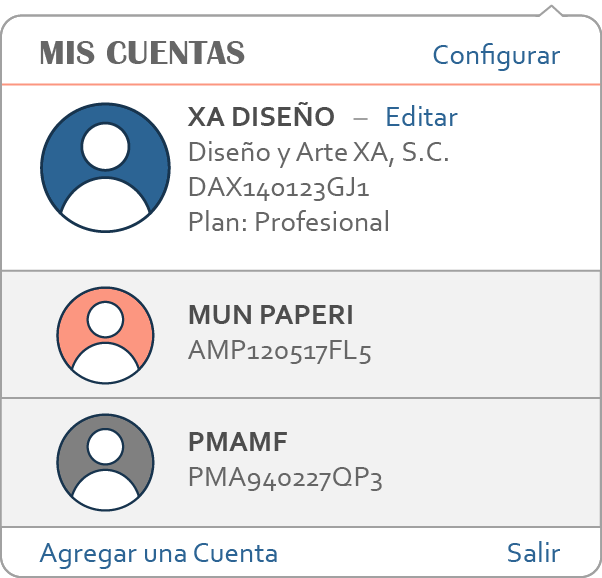 MIS CUENTAS Configurar
XA DISEÑO – Editar
Diseño y Arte XA, S.C.
DAX140123GJ1
Plan: Profesional
MUN PAPERI
AMP120517FL5
PMAMF
PMA940227QP3
Agregar una Cuenta Salir